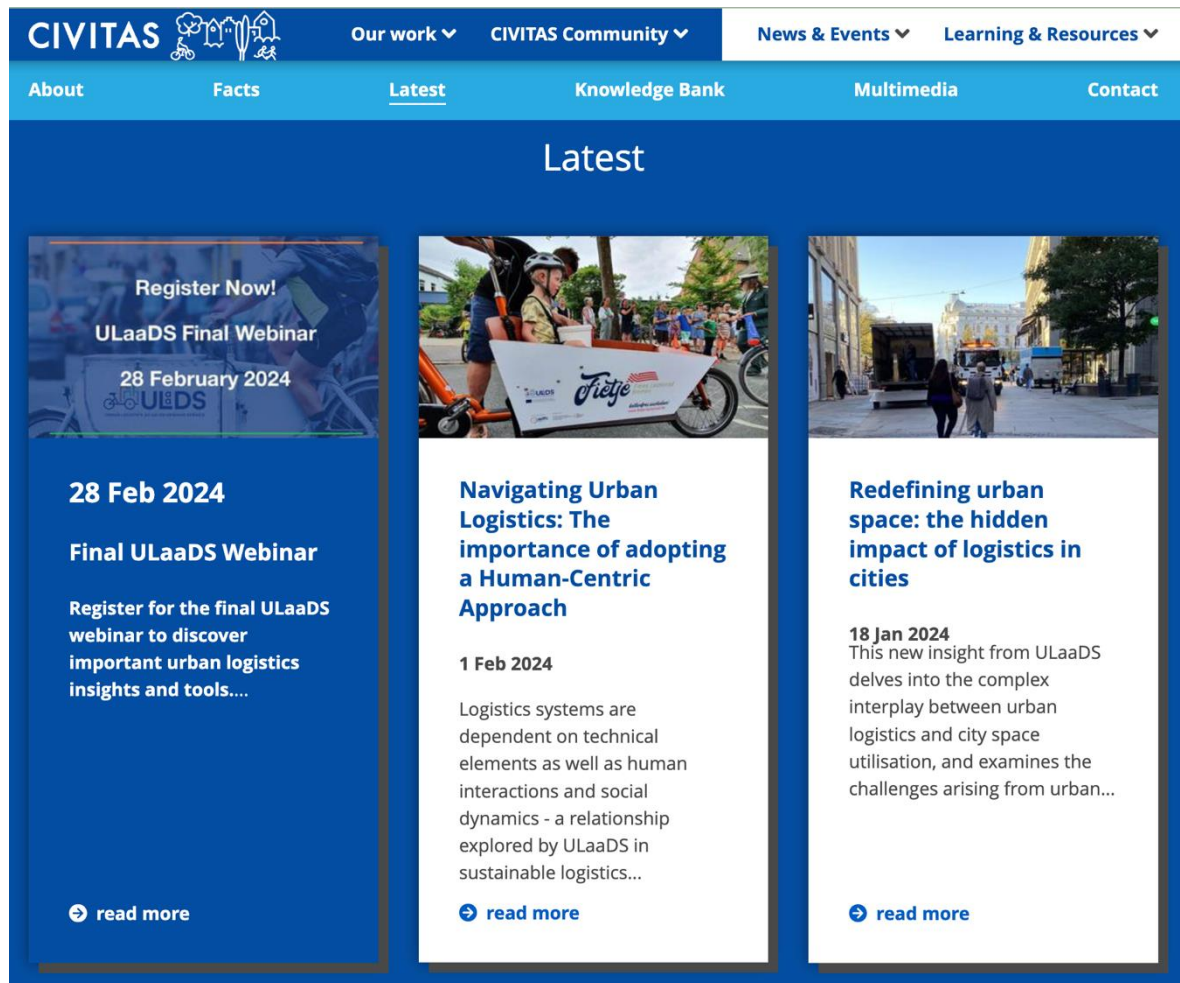 CIVITAS
Our work
CIVITAS Community
News & Events
Learning & Resources
About
Facts
Latest
Knowledge Bank
Multimedia
Contact
Latest
Register Now!
ULaaDS Final Webinar
28 February 2024
28 Feb 2024
Final ULaaDS Webinar
Register for the final ULaaDS
webinar to discover
important urban logistics
insights and tools....
read more
Fietje
Navigating Urban
Logistics: The
importance of adopting
a Human-Centric
Approach
1 Feb 2024
Logistics systems are
dependent on technical
elements as well as human
interactions and social
dynamics - a relationship
explored by ULaaDS in
sustainable logistics...
read more
Redefining urban
space: the hidden
impact of logistics in
cities
18 Jan 2024
This new insight from ULaaDS
delves into the complex
interplay between urban
logistics and city space
utilisation, and examines the
challenges arising from urban...
read more